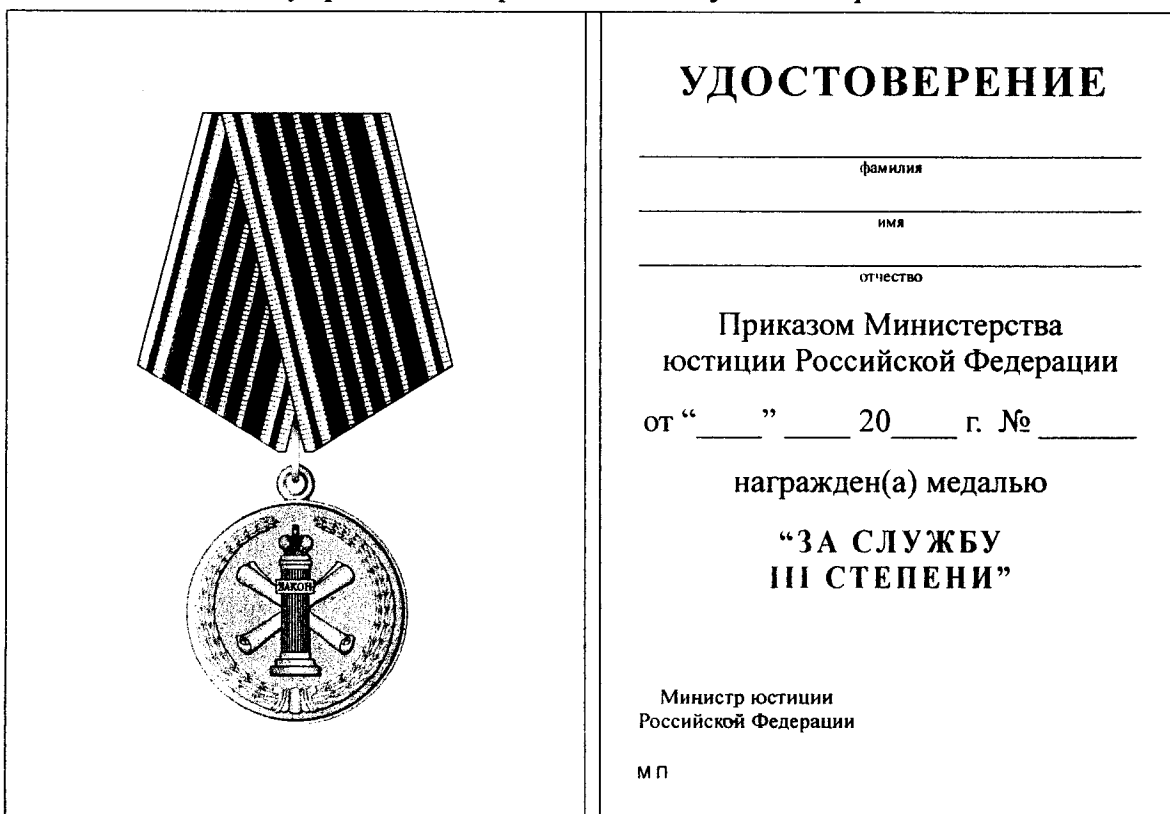 ЗАКОН
УДОСТОВЕРЕНИЕ
фамилия
имя
отчество
Приказом Министерства
юстиции Российской Федерации
от “____” ____ 20____ г. № ______
награжден(а) медалью
“ЗА СЛУЖБУ
III СТЕПЕНИ”
Министр юстиции
Российской Федерации
М П